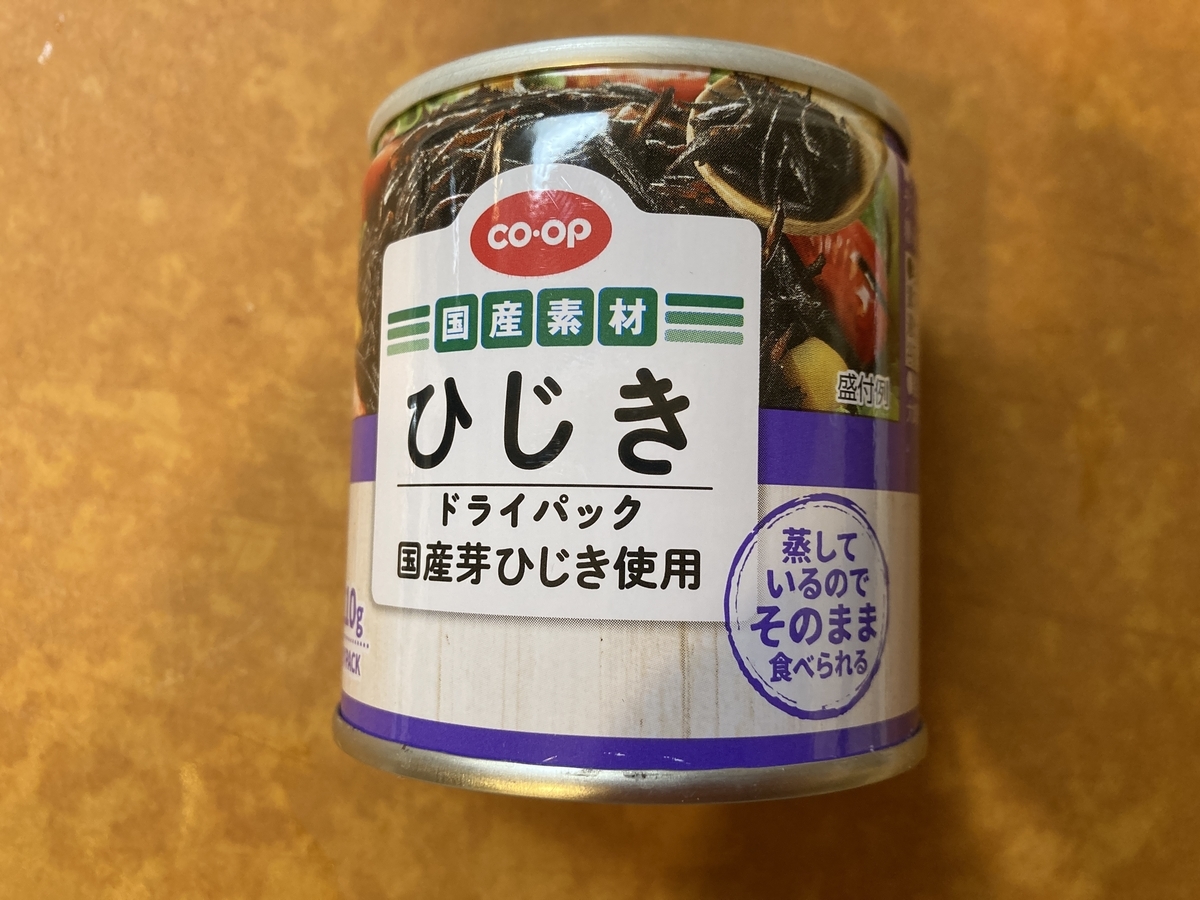 CO·OP
国産素材
ひじき
ドライパック
国産芽ひじき使用
盛付例
蒸して
いるので
そのまま
食べられる
10g
PACK